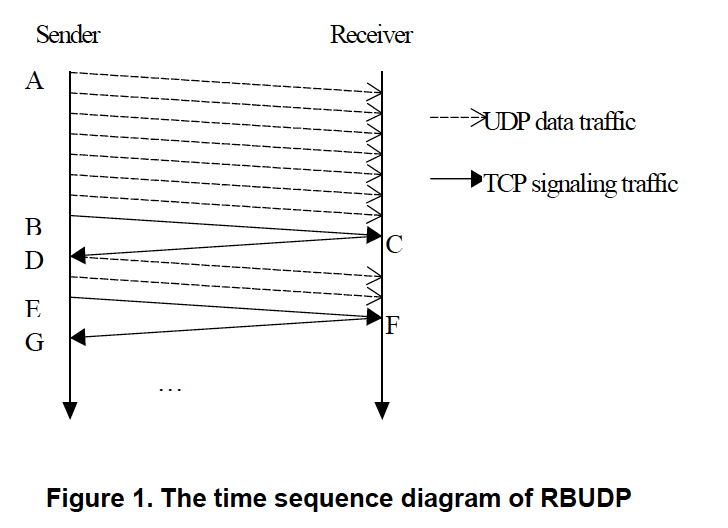 Sender Receiver
A
UDP data traffic
TCP signaling traffic
B
C
D
E
F
G
...
Figure 1. The time sequence diagram of RBUDP